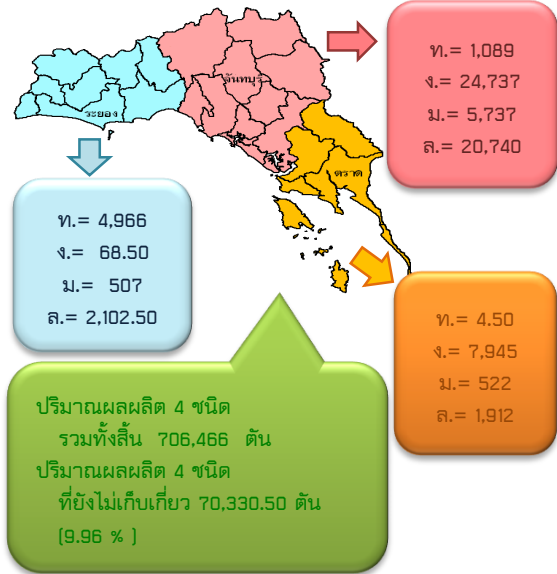 ท.= 1,089
ง.= 24,737
ม.= 5,737
ล.= 20,740
จันทบุรี
ระยอง
ตราด
ท.= 4,966
ง.= 68.50
ม.= 507
ล.= 2,102.50
ท.= 4.50
ง.= 7,945
ม.= 522
ล.= 1,912
ปริมาณผลผลิต 4 ชนิด
รวมทั้งสิ้น 706,466 ตัน
ปริมาณผลผลิต 4 ชนิด
ที่ยังไม่เก็บเกี่ยว 70,330.50 ตัน
(9.96 % )